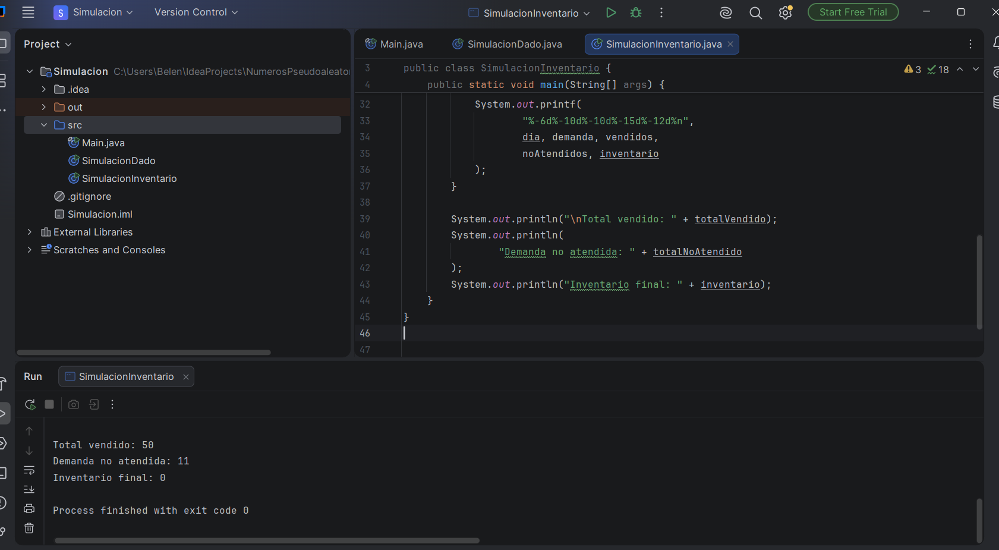 S Simulacion Version Control SimulacionInventario Start Free Trial
Project
Simulacion C:\Users\Belen\IdeaProjects\NumerosPseudoaleator
.idea
out
src
Main.java
SimulacionDado
SimulacionInventario
.gitignore
Simulacion.iml
External Libraries
Scratches and Consoles
Main.java SimulacionDado.java SimulacionInventario.java
3 public class SimulacionInventario { 3 18
4 public static void main(String[] args) {
32 System.out.printf(
33 "%-6d%-10d%-10d%-15d%-12d%n",
34 dia, demanda, vendidos,
35 noAtendidos, inventario
36 );
37 }
38
39 System.out.println("\nTotal vendido: " + totalVendido);
40 System.out.println(
41 "Demanda no atendida: " + totalNoAtendido
42 );
43 System.out.println("Inventario final: " + inventario);
44 }
45 }
46
47
Run SimulacionInventario
Total vendido: 50
Demanda no atendida: 11
Inventario final: 0
Process finished with exit code 0